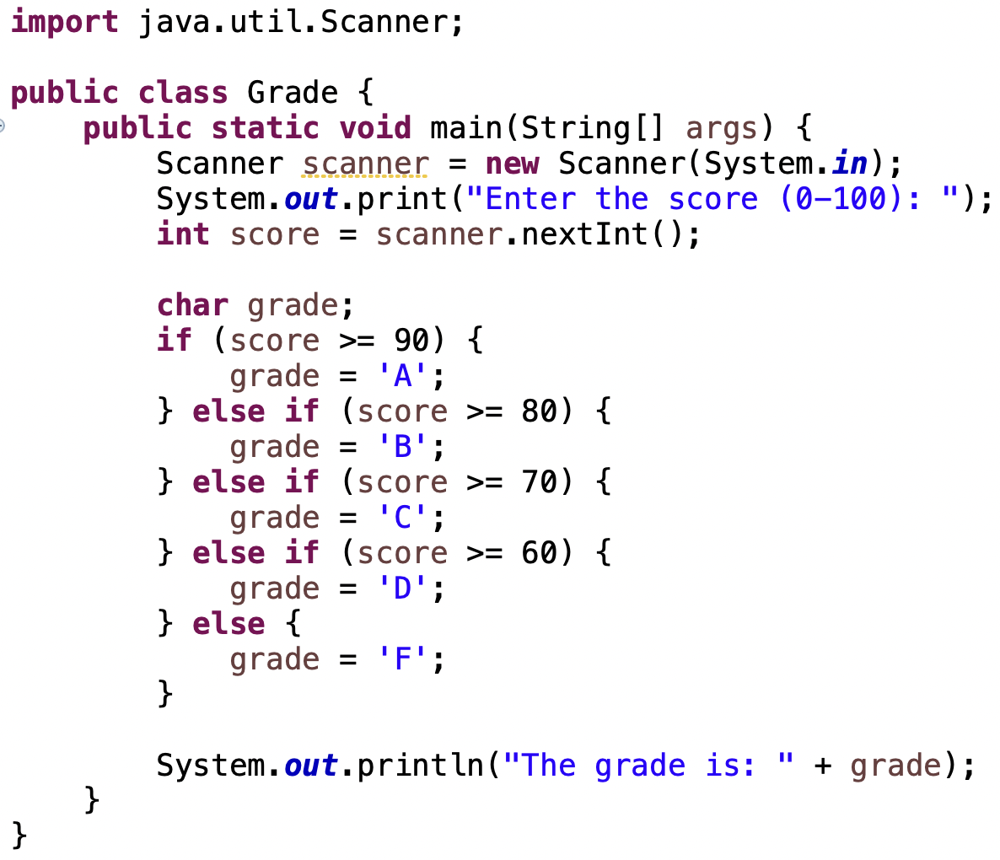 import java.util.Scanner;

public class Grade {
    public static void main(String[] args) {
        Scanner scanner = new Scanner(System.in);
        System.out.print("Enter the score (0-100): ");
        int score = scanner.nextInt();

        char grade;
        if (score >= 90) {
            grade = 'A';
        } else if (score >= 80) {
            grade = 'B';
        } else if (score >= 70) {
            grade = 'C';
        } else if (score >= 60) {
            grade = 'D';
        } else {
            grade = 'F';
        }

        System.out.println("The grade is: " + grade);
    }
}